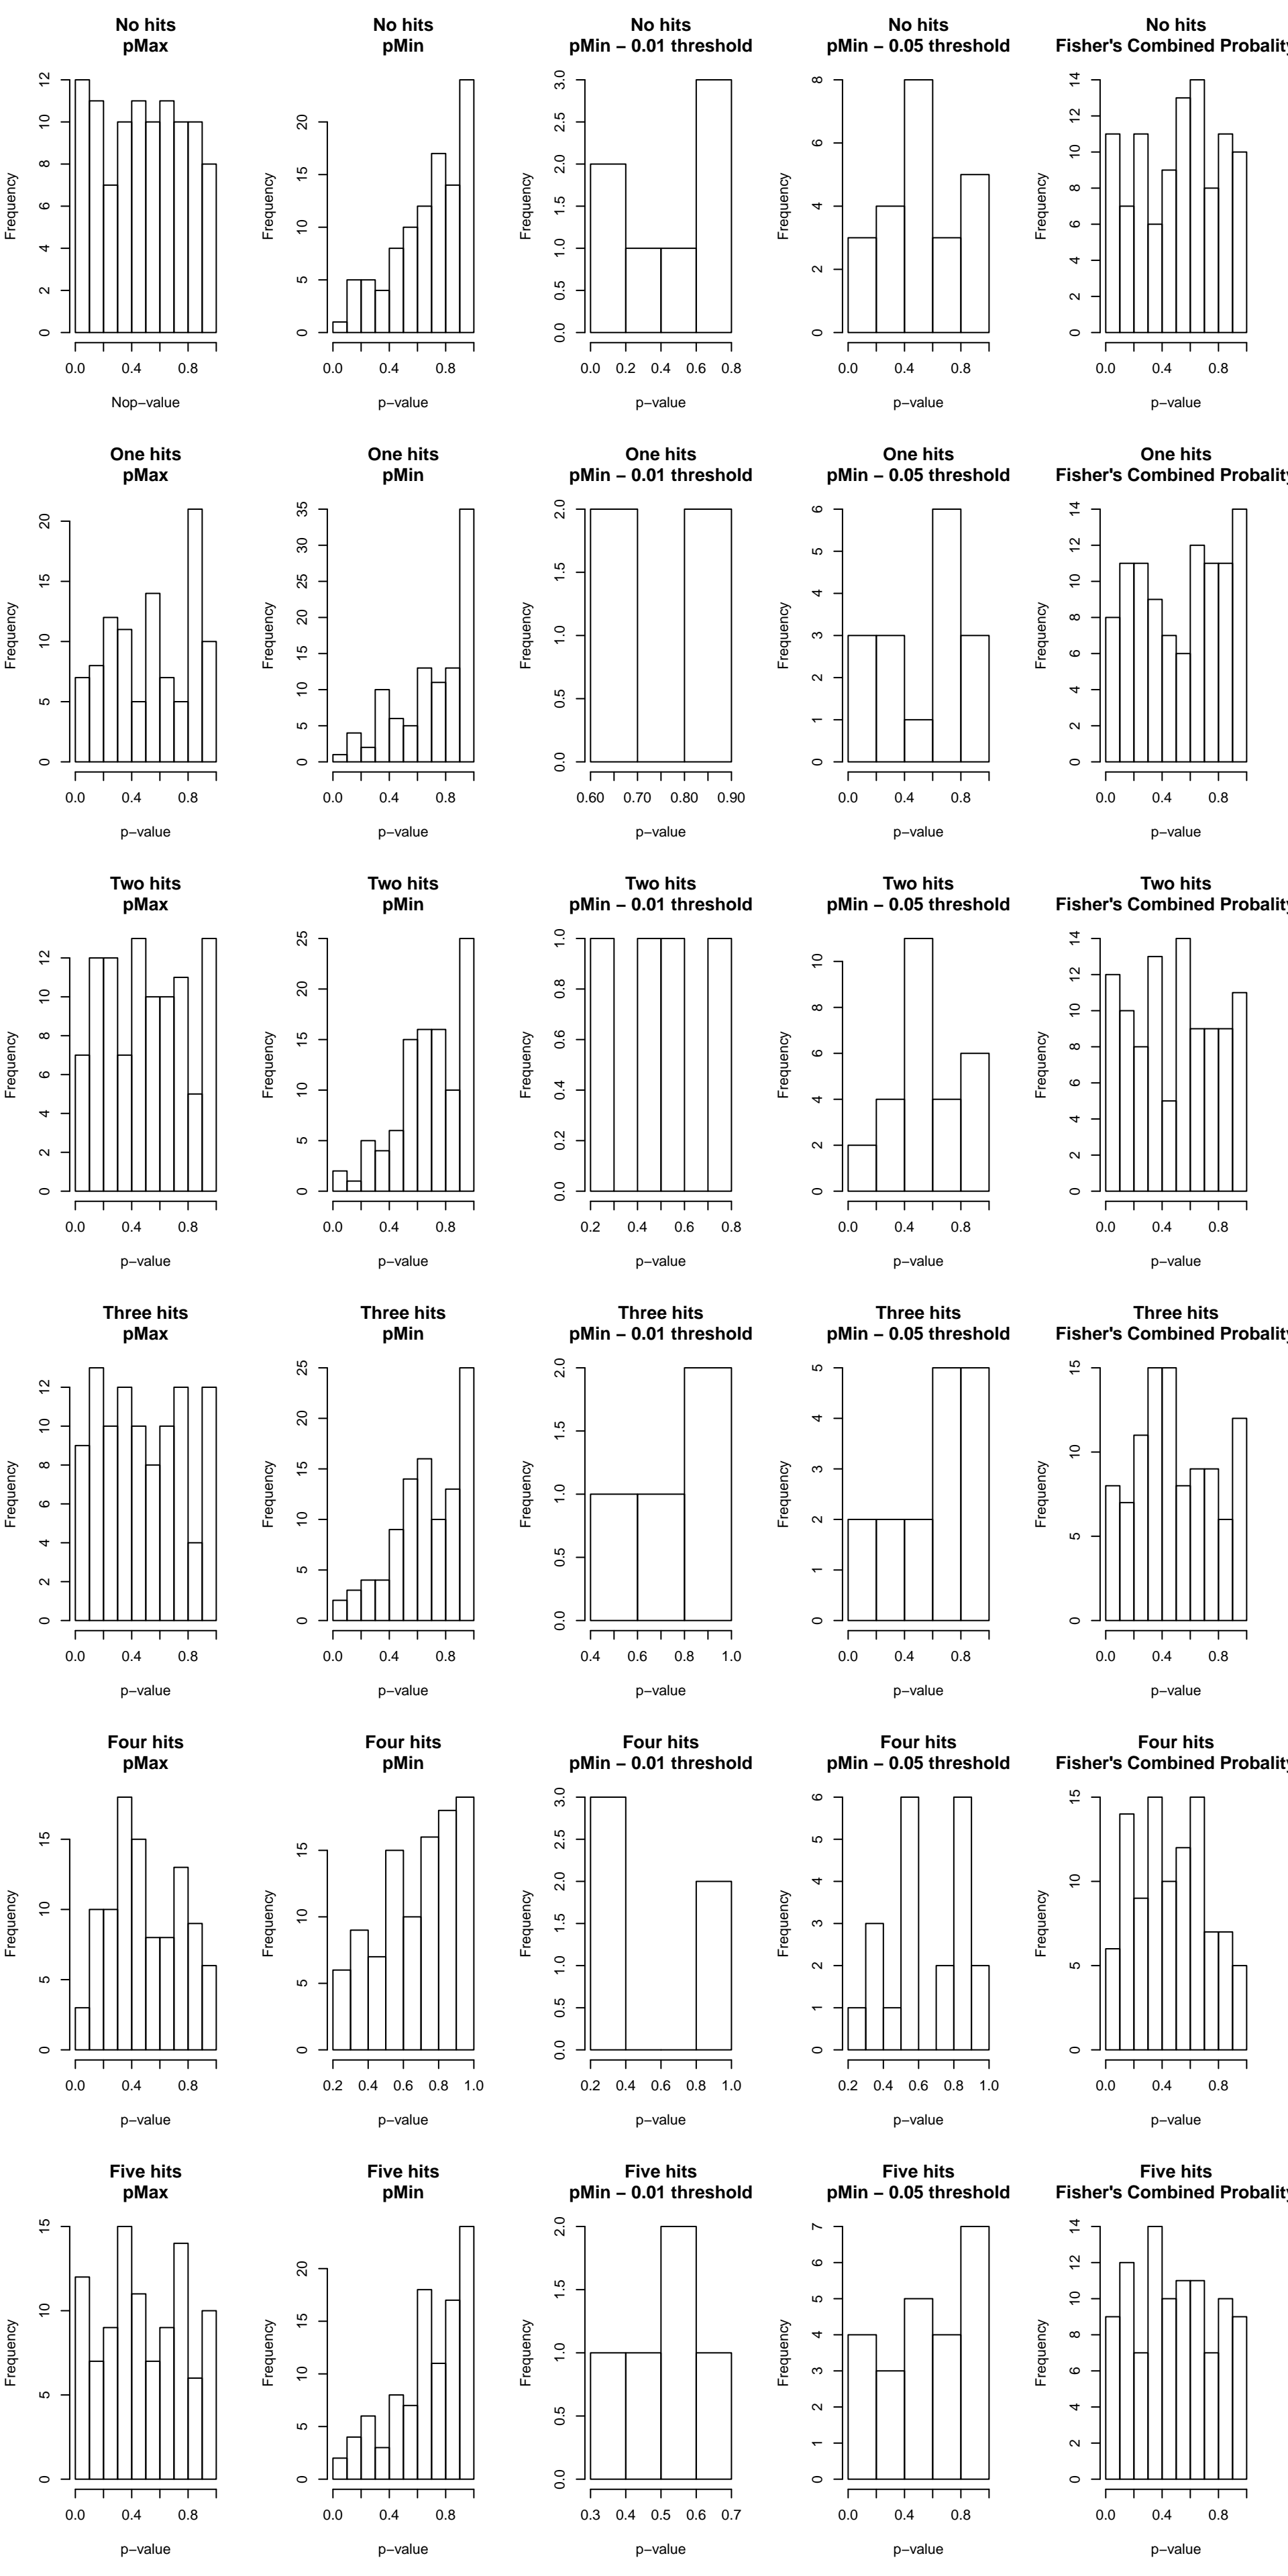 No hits
pMax
Frequency
0 2 4 6 8 10 12
0.0 0.4 0.8
Nop−value
No hits
pMin
Frequency
0 5 10 15 20
0.0 0.4 0.8
p−value
No hits
pMin − 0.01 threshold
Frequency
0.0 0.5 1.0 1.5 2.0 2.5 3.0
0.0 0.2 0.4 0.6 0.8
p−value
No hits
pMin − 0.05 threshold
Frequency
0 2 4 6 8
0.0 0.4 0.8
p−value
No hits
Fisher's Combined Probality
Frequency
0 2 4 6 8 10 12 14
0.0 0.4 0.8
p−value
One hits
pMax
Frequency
0 5 10 15 20
0.0 0.4 0.8
p−value
One hits
pMin
Frequency
0 5 10 15 20 25 30 35
0.0 0.4 0.8
p−value
One hits
pMin − 0.01 threshold
Frequency
0.0 0.5 1.0 1.5 2.0
0.60 0.70 0.80 0.90
p−value
One hits
pMin − 0.05 threshold
Frequency
0 1 2 3 4 5 6
0.0 0.4 0.8
p−value
One hits
Fisher's Combined Probality
Frequency
0 2 4 6 8 10 12 14
0.0 0.4 0.8
p−value
Two hits
pMax
Frequency
0 2 4 6 8 10 12
0.0 0.4 0.8
p−value
Two hits
pMin
Frequency
0 5 10 15 20 25
0.0 0.4 0.8
p−value
Two hits
pMin − 0.01 threshold
Frequency
0.0 0.2 0.4 0.6 0.8 1.0
0.2 0.4 0.6 0.8
p−value
Two hits
pMin − 0.05 threshold
Frequency
0 2 4 6 8 10
0.0 0.4 0.8
p−value
Two hits
Fisher's Combined Probality
Frequency
0 2 4 6 8 10 12 14
0.0 0.4 0.8
p−value
Three hits
pMax
Frequency
0 2 4 6 8 10 12
0.0 0.4 0.8
p−value
Three hits
pMin
Frequency
0 5 10 15 20 25
0.0 0.4 0.8
p−value
Three hits
pMin − 0.01 threshold
Frequency
0.0 0.5 1.0 1.5 2.0
0.4 0.6 0.8 1.0
p−value
Three hits
pMin − 0.05 threshold
Frequency
0 1 2 3 4 5
0.0 0.4 0.8
p−value
Three hits
Fisher's Combined Probality
Frequency
0 5 10 15
0.0 0.4 0.8
p−value
Four hits
pMax
Frequency
0 5 10 15
0.0 0.4 0.8
p−value
Four hits
pMin
Frequency
0 5 10 15
0.2 0.4 0.6 0.8 1.0
p−value
Four hits
pMin − 0.01 threshold
Frequency
0.0 0.5 1.0 1.5 2.0 2.5 3.0
0.2 0.4 0.6 0.8 1.0
p−value
Four hits
pMin − 0.05 threshold
Frequency
0 1 2 3 4 5 6
0.2 0.4 0.6 0.8 1.0
p−value
Four hits
Fisher's Combined Probality
Frequency
0 5 10 15
0.0 0.4 0.8
p−value
Five hits
pMax
Frequency
0 5 10 15
0.0 0.4 0.8
p−value
Five hits
pMin
Frequency
0 5 10 15 20
0.0 0.4 0.8
p−value
Five hits
pMin − 0.01 threshold
Frequency
0.0 0.5 1.0 1.5 2.0
0.3 0.4 0.5 0.6 0.7
p−value
Five hits
pMin − 0.05 threshold
Frequency
0 1 2 3 4 5 6 7
0.0 0.4 0.8
p−value
Five hits
Fisher's Combined Probality
Frequency
0 2 4 6 8 10 12 14
0.0 0.4 0.8
p−value